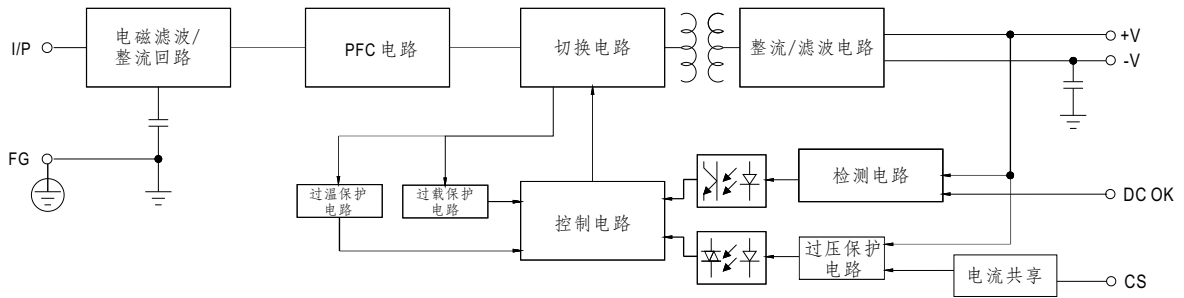 电磁滤波/
整流回路
PFC 电路
切换电路
整流/滤波电路
I/P
+V
-V
FG
过温保护
电路
过载保护
电路
控制电路
检测电路
DC OK
过压保护
电路
电流共享
CS